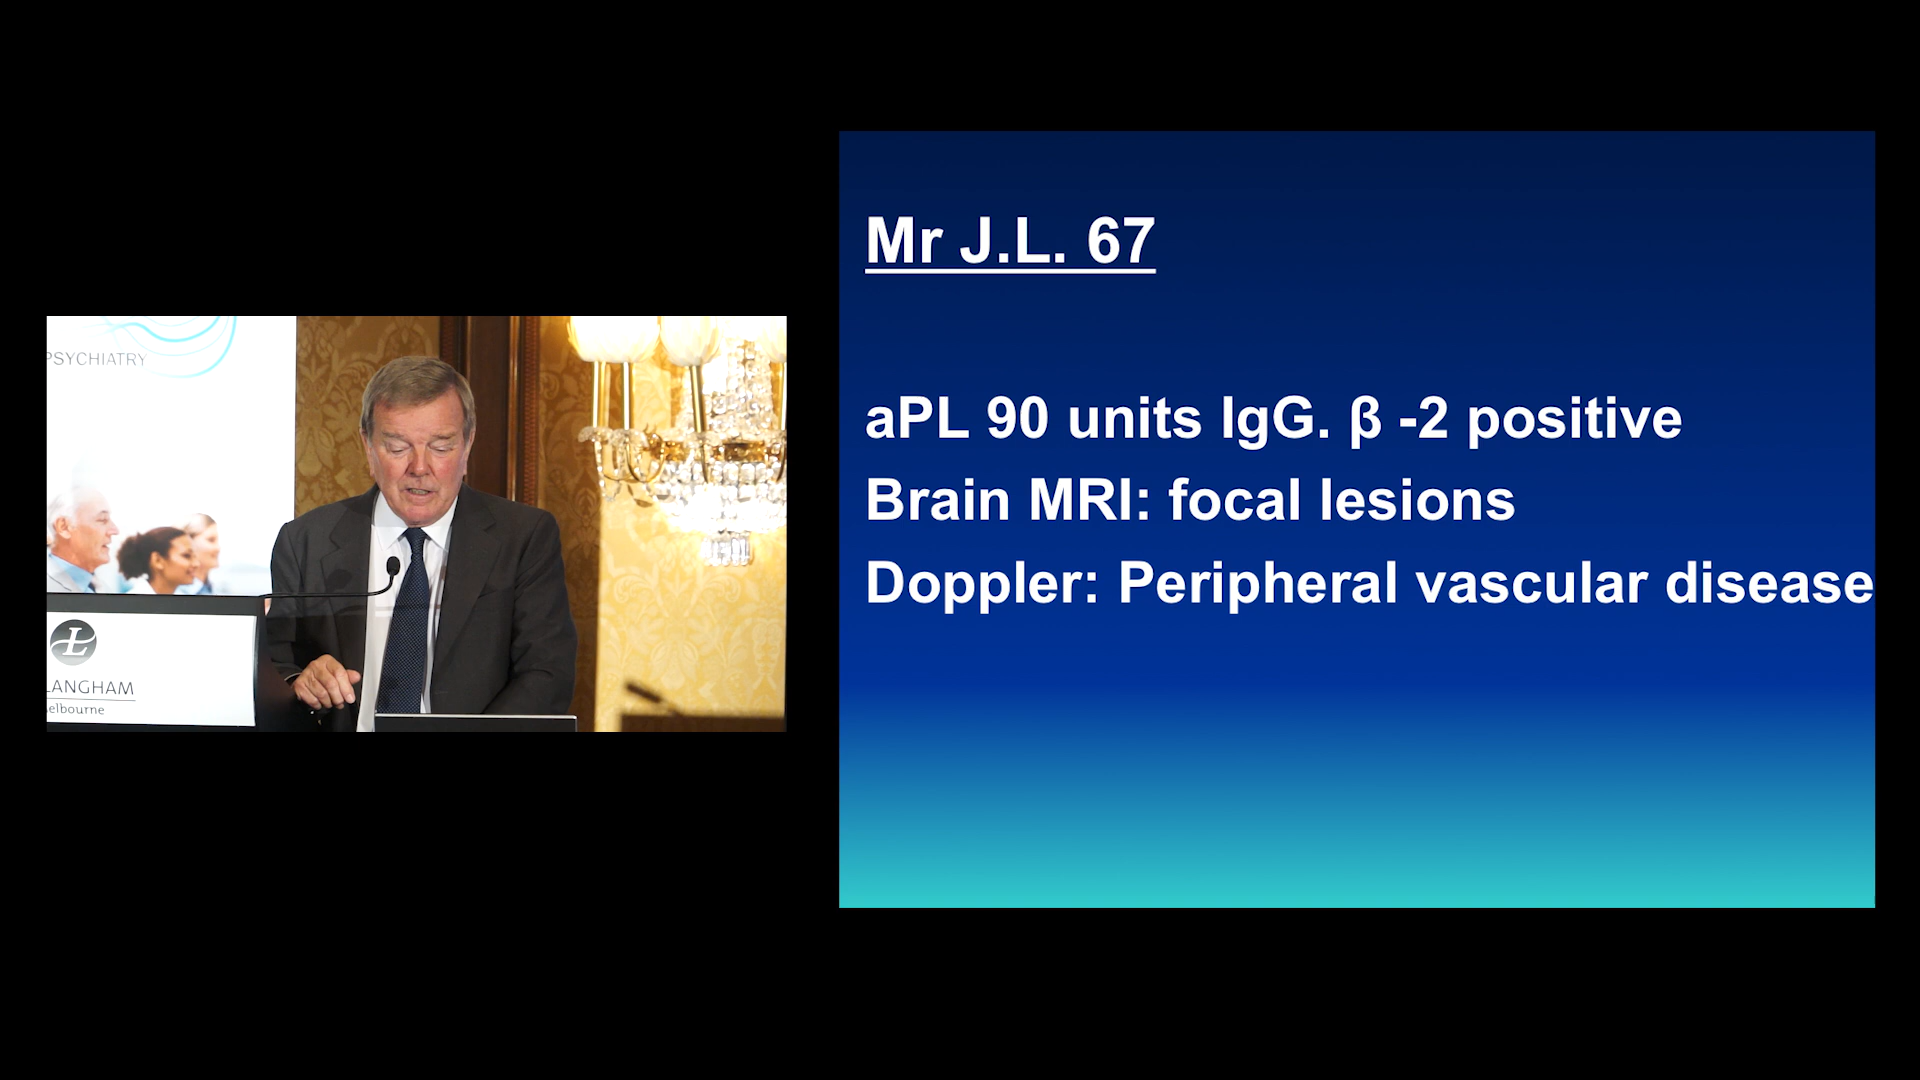 PSYCHIATRY
L
LANGHAM
elbourne
Mr J.L. 67
aPL 90 units IgG. β -2 positive
Brain MRI: focal lesions
Doppler: Peripheral vascular disease